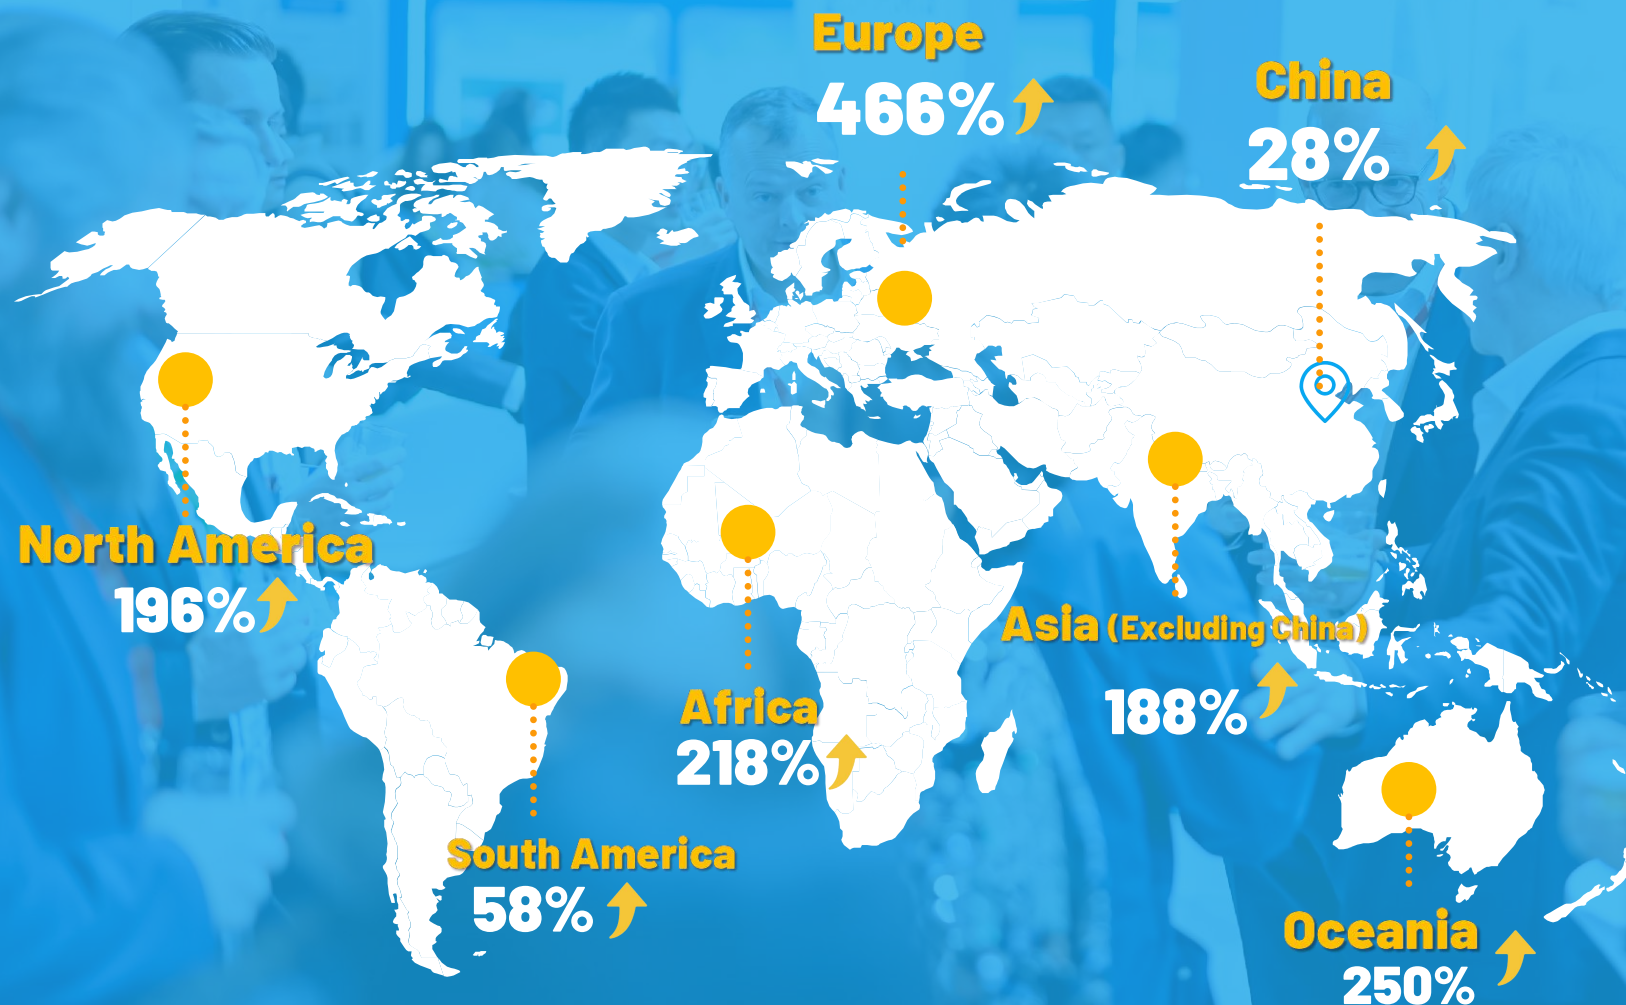 Europe
466%
China
28%
North America
196%
Asia (Excluding China)
188%
Africa
218%
South America
58%
Oceania
250%